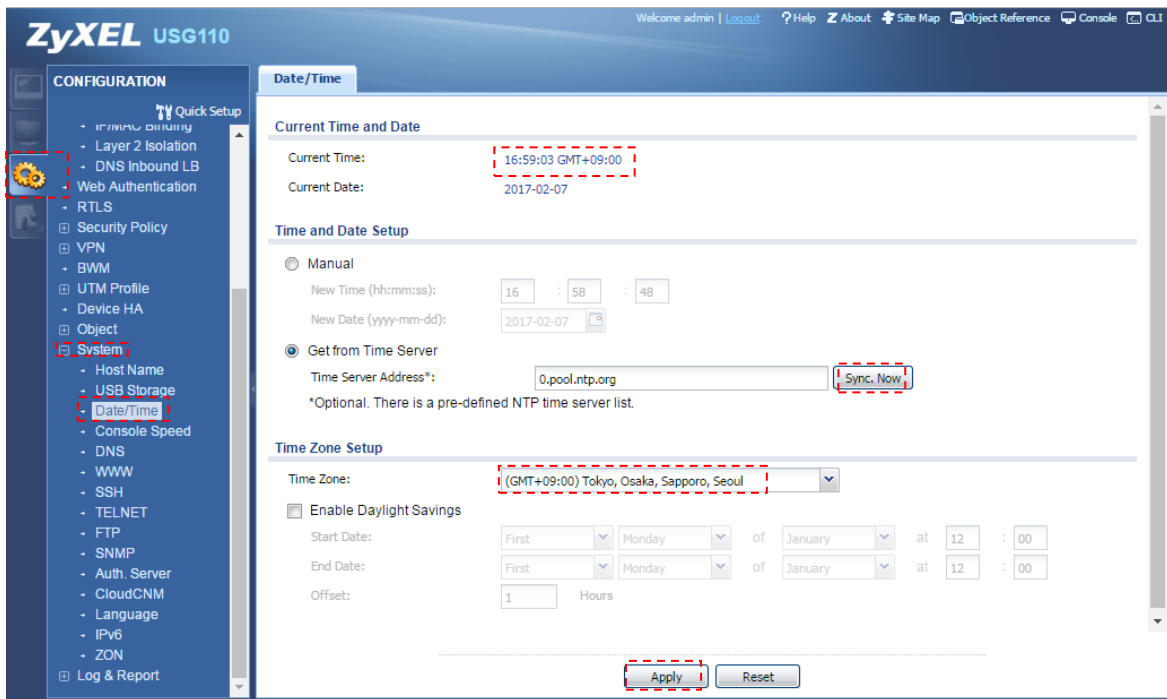 Welcome admin | Logout ?Help Z About Site Map Object Reference Console CLI
ZyXEL USG110
CONFIGURATION
Quick Setup
IP/MAC Binding
Layer 2 Isolation
DNS Inbound LB
Web Authentication
RTLS
Security Policy
VPN
BWM
UTM Profile
Device HA
Object
System
Host Name
USB Storage
Date/Time
Console Speed
DNS
WWW
SSH
TELNET
FTP
SNMP
Auth. Server
CloudCNM
Language
IPv6
ZON
Log & Report
Date/Time
Current Time and Date
Current Time: 16:59:03 GMT+09:00
Current Date: 2017-02-07
Time and Date Setup
Manual
New Time (hh:mm:ss): 16 : 58 : 48
New Date (yyyy-mm-dd): 2017-02-07
Get from Time Server
Time Server Address*: 0.pool.ntp.org Sync. Now
*Optional. There is a pre-defined NTP time server list.
Time Zone Setup
Time Zone: (GMT+09:00) Tokyo, Osaka, Sapporo, Seoul
Enable Daylight Savings
Start Date: First Monday of January at 12 : 00
End Date: First Monday of January at 12 : 00
Offset: 1 Hours
Apply Reset